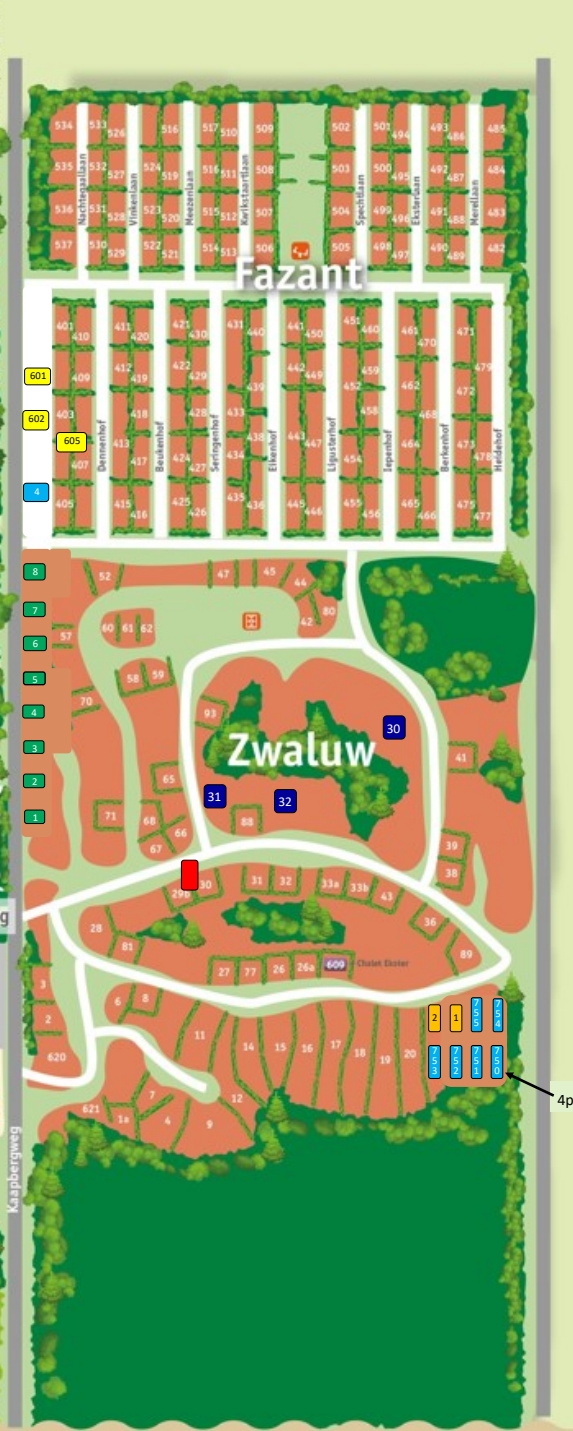 534 533 526 516 517 510 509 502 501 494 493 486 485
535 532 527 524 519 516 511 508 503 500 495 492 487 484
536 531 528 523 520 515 512 507 504 499 496 491 488 483
537 530 529 522 521 514 513 506 505 498 497 490 489 482
Nachtegaallaan
Vinkenlaan
Meezenlaan
Kwikstaartlaan
Spechtlaan
Eksterlaan
Merellaan
Fazant
401 410 411 420 421 430 431 440 441 450 451 460 461 470 471
601 409 412 419 422 429 439 442 449 452 459 462 472 479
602 403 418 428 433 458 468
605 407 413 417 424 427 434 438 443 447 454 464 473 478
4 405 415 416 425 426 435 436 445 446 455 456 465 466 475 477
Dennenhof
Beukenhof
Seringenhof
Eikenhof
Ligusterhof
Iepenhof
Berkenhof
Heidehof
8 52 47 45 44
7 80
6 57 60 61 62 42
5 58 59
4 70 93
30
3 Zwaluw 41
2 65
31 32
1 71 68 66 88
67 39
38
29b 30 31 32 33a 33b 43
28 36
81 89
g
27 77 26 26a 609 Chalet Ekster
3 6 8
2 11 14 15 16 17 18 19 20
2 1 755 754
620 753 752 751 750
621 1a 7 4 9 12
4p
Kaapbergweg